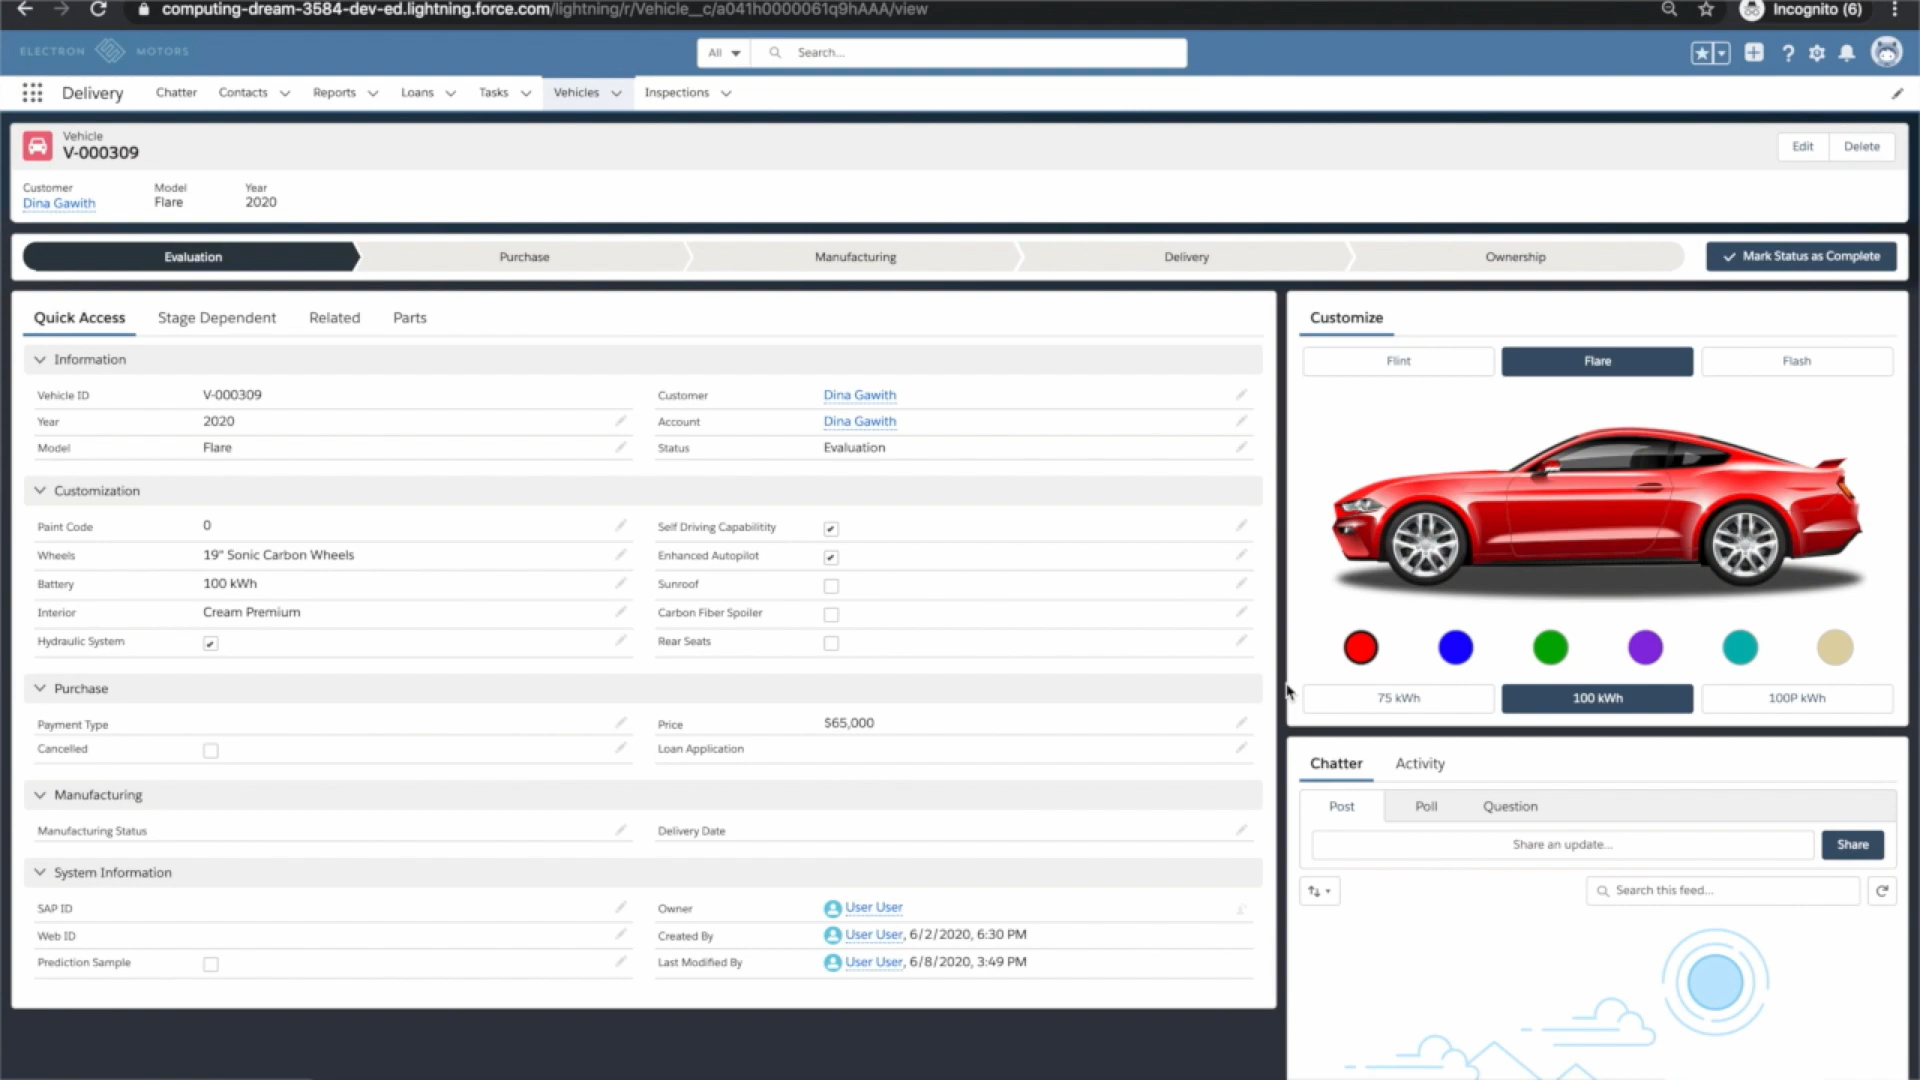 computing-dream-3584-dev-ed.lightning.force.com/lightning/r/Vehicle__c/a041h0000061q9hAAA/view
Incognito (6)
ELECTRON MOTORS
All
Search...
Delivery
Chatter
Contacts
Reports
Loans
Tasks
Vehicles
Inspections
Vehicle
V-000309
Edit
Delete
Customer
Model
Year
Dina Gawith
Flare
2020
Evaluation
Purchase
Manufacturing
Delivery
Ownership
Mark Status as Complete
Quick Access
Stage Dependent
Related
Parts
Information
Vehicle ID V-000309
Customer Dina Gawith
Year 2020
Account Dina Gawith
Model Flare
Status Evaluation
Customization
Paint Code 0
Self Driving Capabilitity
Wheels 19" Sonic Carbon Wheels
Enhanced Autopilot
Battery 100 kWh
Sunroof
Interior Cream Premium
Carbon Fiber Spoiler
Hydraulic System
Rear Seats
Purchase
Payment Type
Price $65,000
Cancelled
Loan Application
Manufacturing
Manufacturing Status
Delivery Date
System Information
SAP ID
Owner User User
Web ID
Created By User User, 6/2/2020, 6:30 PM
Prediction Sample
Last Modified By User User, 6/8/2020, 3:49 PM
Customize
Flint
Flare
Flash
75 kWh
100 kWh
100P kWh
Chatter
Activity
Post
Poll
Question
Share an update...
Share
Search this feed...